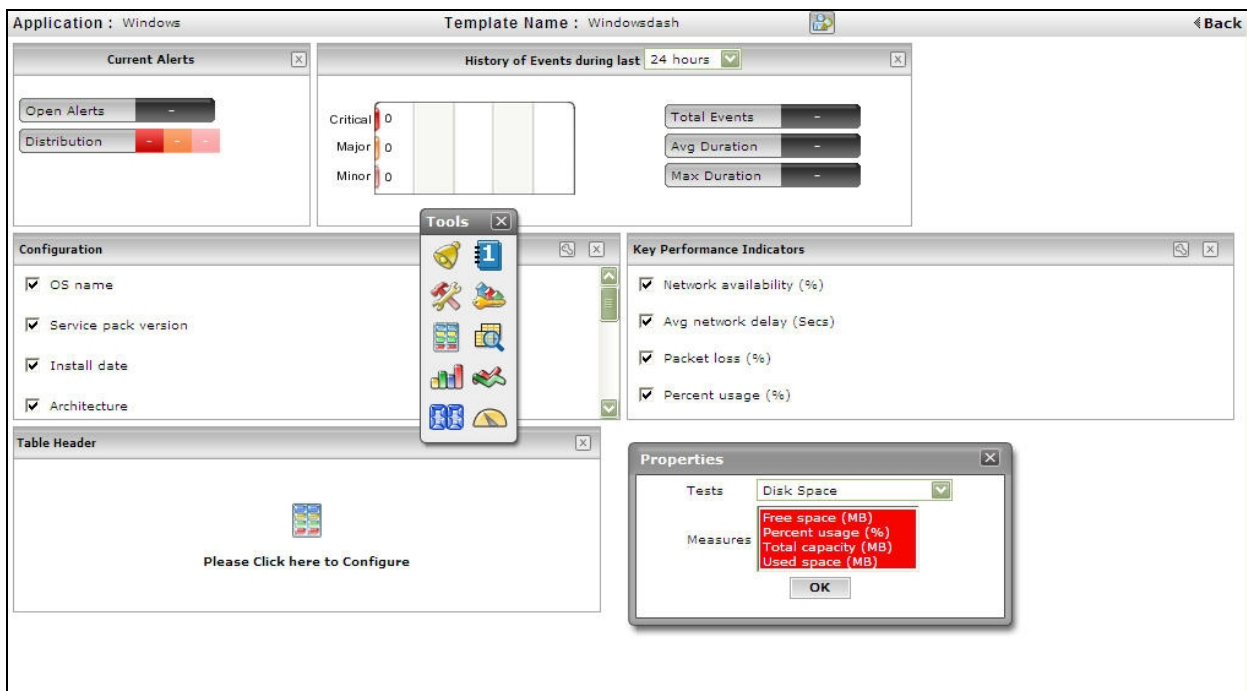 Application : Windows
Template Name : Windowsdash
Back
Current Alerts
History of Events during last 24 hours
Open Alerts -
Distribution - - -
Critical 0
Major 0
Minor 0
Total Events -
Avg Duration -
Max Duration -
Tools
1
Configuration
OS name
Service pack version
Install date
Architecture
Key Performance Indicators
Network availability (%)
Avg network delay (Secs)
Packet loss (%)
Percent usage (%)
Table Header
Please Click here to Configure
Properties
Tests Disk Space
Measures
Free space (MB)
Percent usage (%)
Total capacity (MB)
Used space (MB)
OK